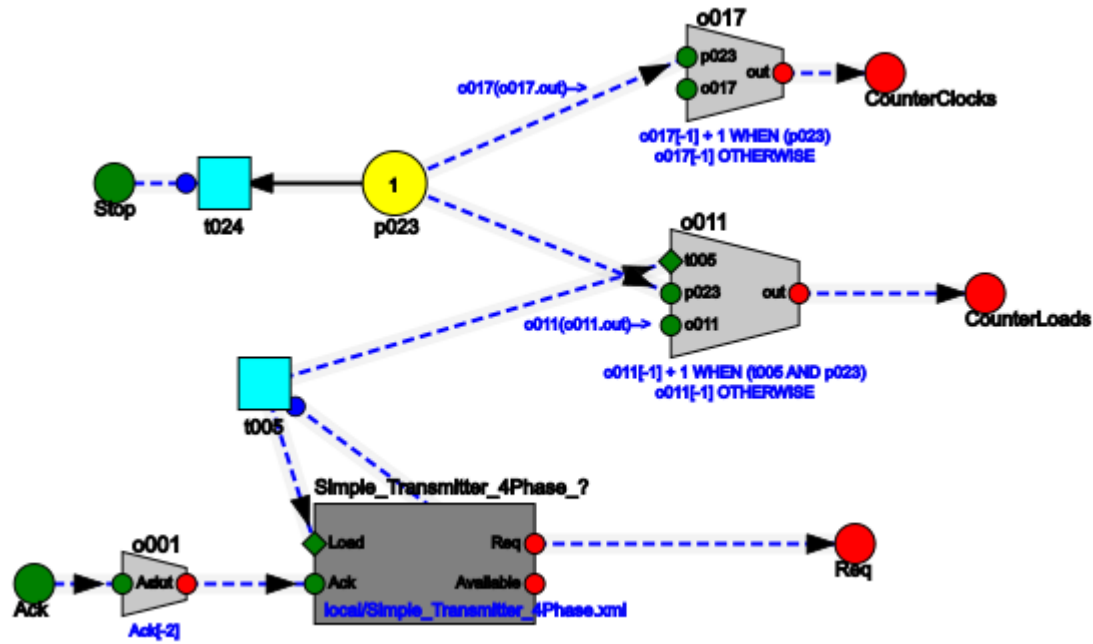 o017
p023
o017
out
o017(o017.out)->
CounterClocks
o017[-1] + 1 WHEN (p023)
o017[-1] OTHERWISE
1
Stop
t024
p023
o011
t005
p023
o011
out
o011(o011.out)->
CounterLoads
o011[-1] + 1 WHEN (t005 AND p023)
o011[-1] OTHERWISE
t005
Simple_Transmitter_4Phase_?
Load
Req
Ack
Available
local/Simple_Transmitter_4Phase.xml
Req
o001
Ack
Ack[-2]